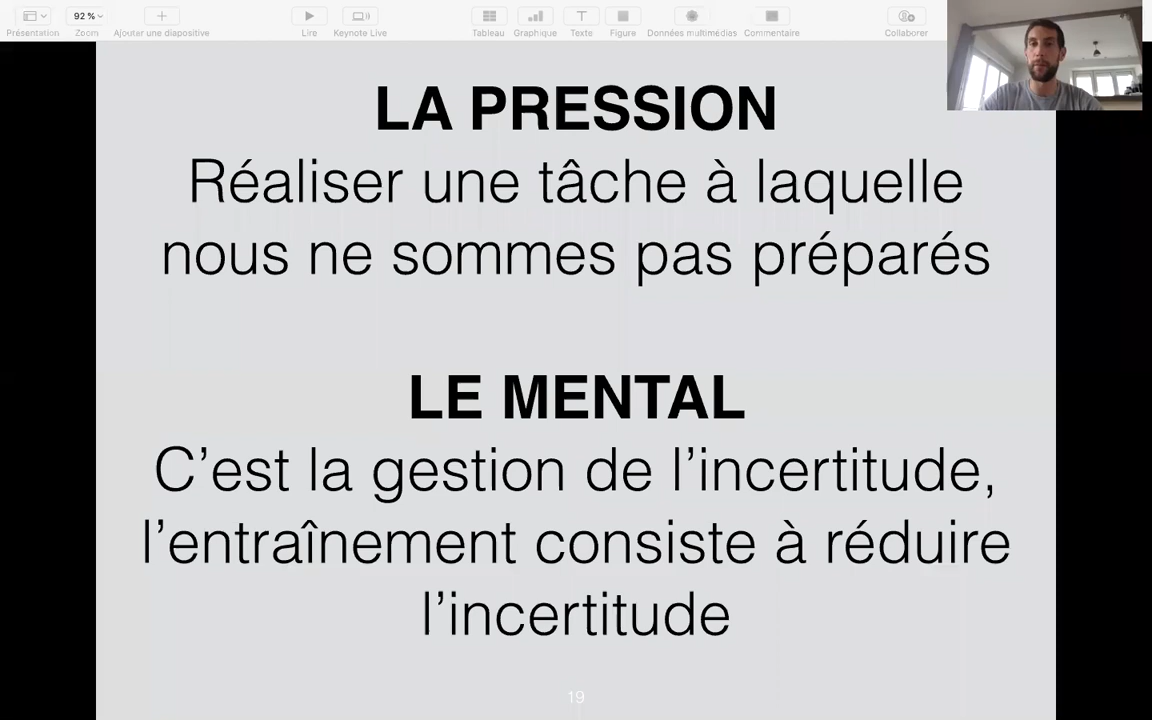 92 %
Présentation Zoom Ajouter une diapositive Lire Keynote Live Tableau Graphique Texte Figure Données multimédias Commentaire Collaborer
LA PRESSION
Réaliser une tâche à laquelle
nous ne sommes pas préparés
LE MENTAL
C’est la gestion de l’incertitude,
l’entraînement consiste à réduire
l’incertitude
19